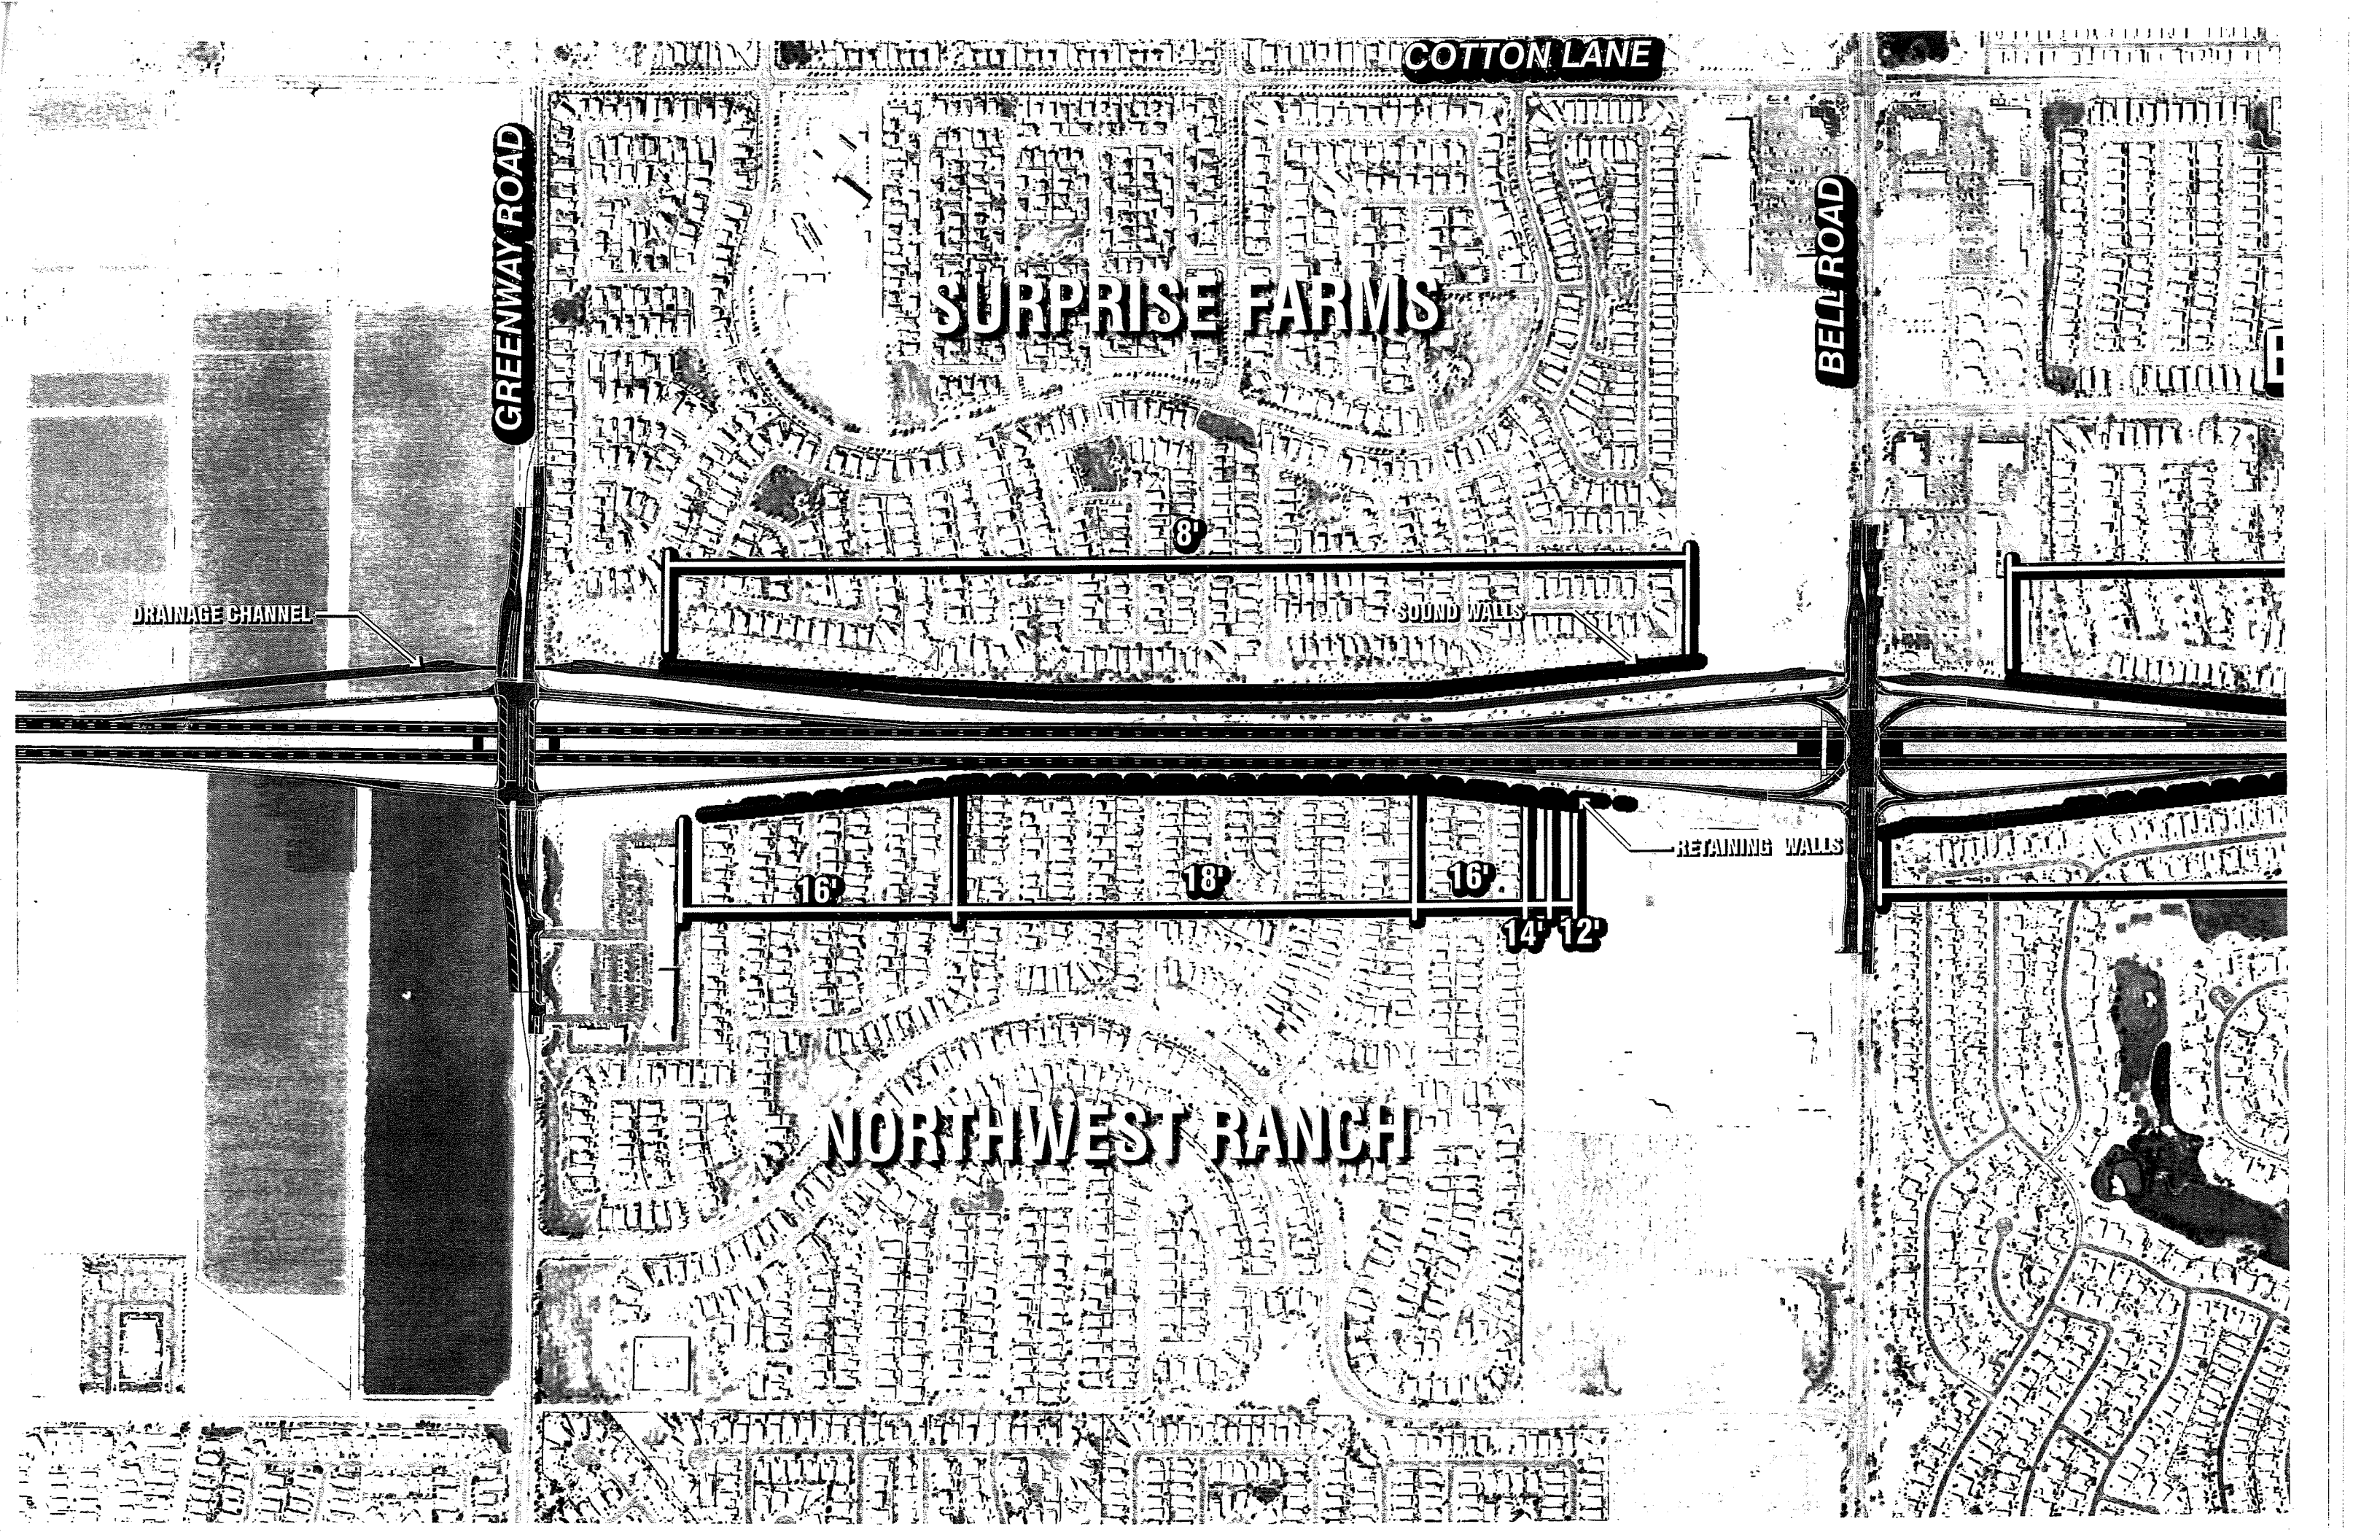 COTTON LANE
GREENWAY ROAD
BELL ROAD
SURPRISE FARMS
8'
DRAINAGE CHANNEL
SOUND WALLS
RETAINING WALLS
16'
18'
16'
14'
12'
NORTHWEST RANCH